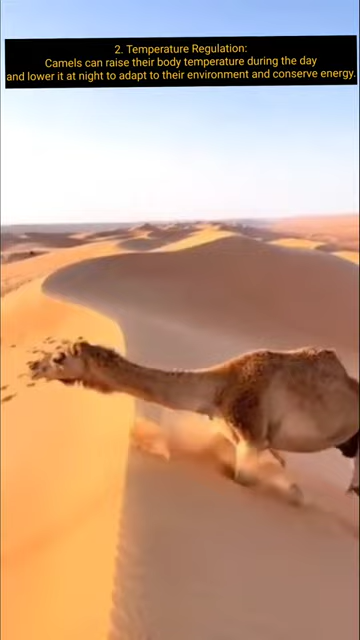 2. Temperature Regulation:
Camels can raise their body temperature during the day
and lower it at night to adapt to their environment and conserve energy.